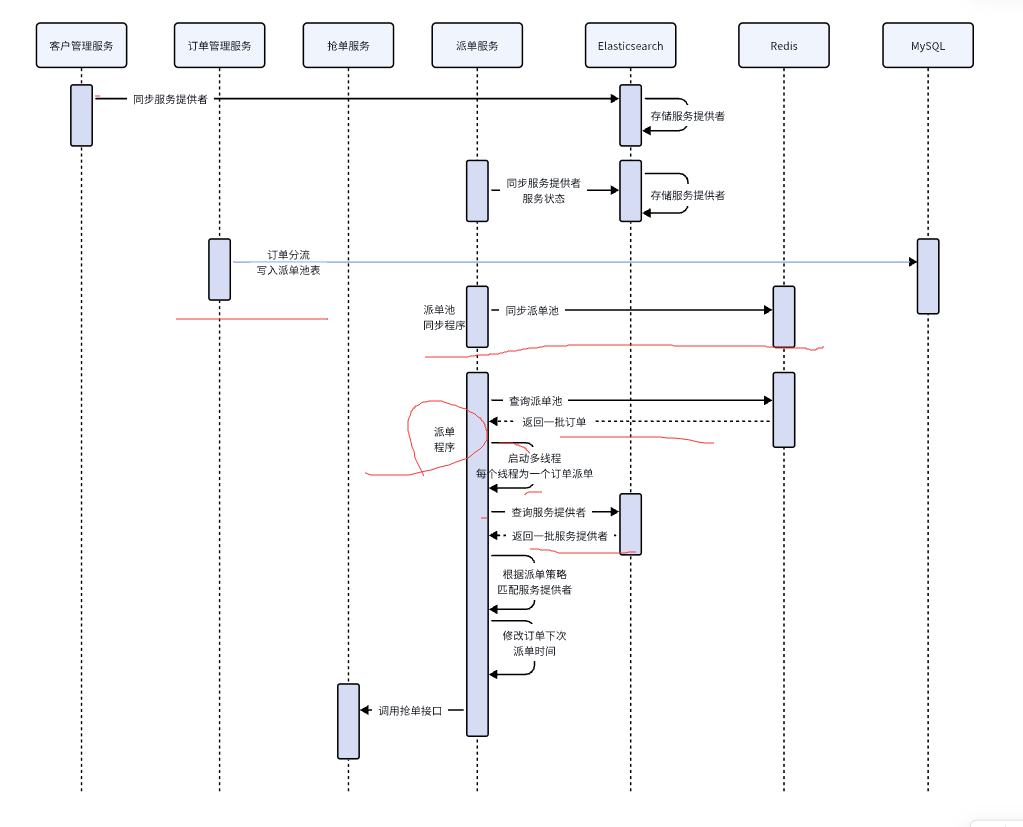 客户管理服务
订单管理服务
抢单服务
派单服务
Elasticsearch
Redis
MySQL
同步服务提供者
存储服务提供者
同步服务提供者
服务状态
存储服务提供者
订单分流
写入派单池表
派单池
同步程序
同步派单池
查询派单池
返回一批订单
派单
程序
启动多线程
每个线程为一个订单派单
查询服务提供者
返回一批服务提供者
根据派单策略
匹配服务提供者
修改订单下次
派单时间
调用抢单接口